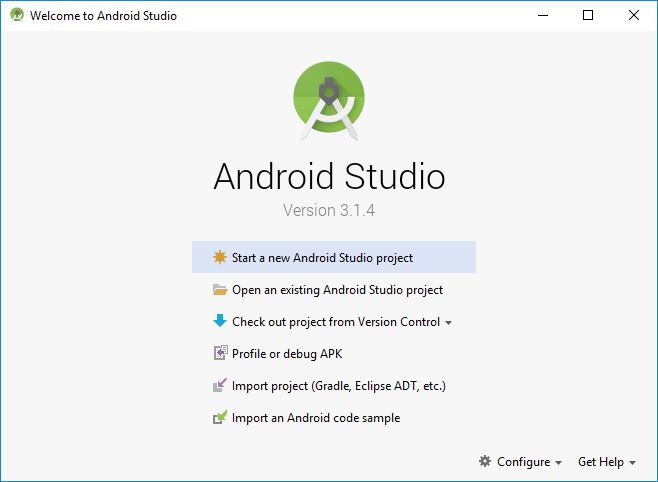 Welcome to Android Studio
Android Studio
Version 3.1.4
Start a new Android Studio project
Open an existing Android Studio project
Check out project from Version Control
Profile or debug APK
Import project (Gradle, Eclipse ADT, etc.)
Import an Android code sample
Configure Get Help